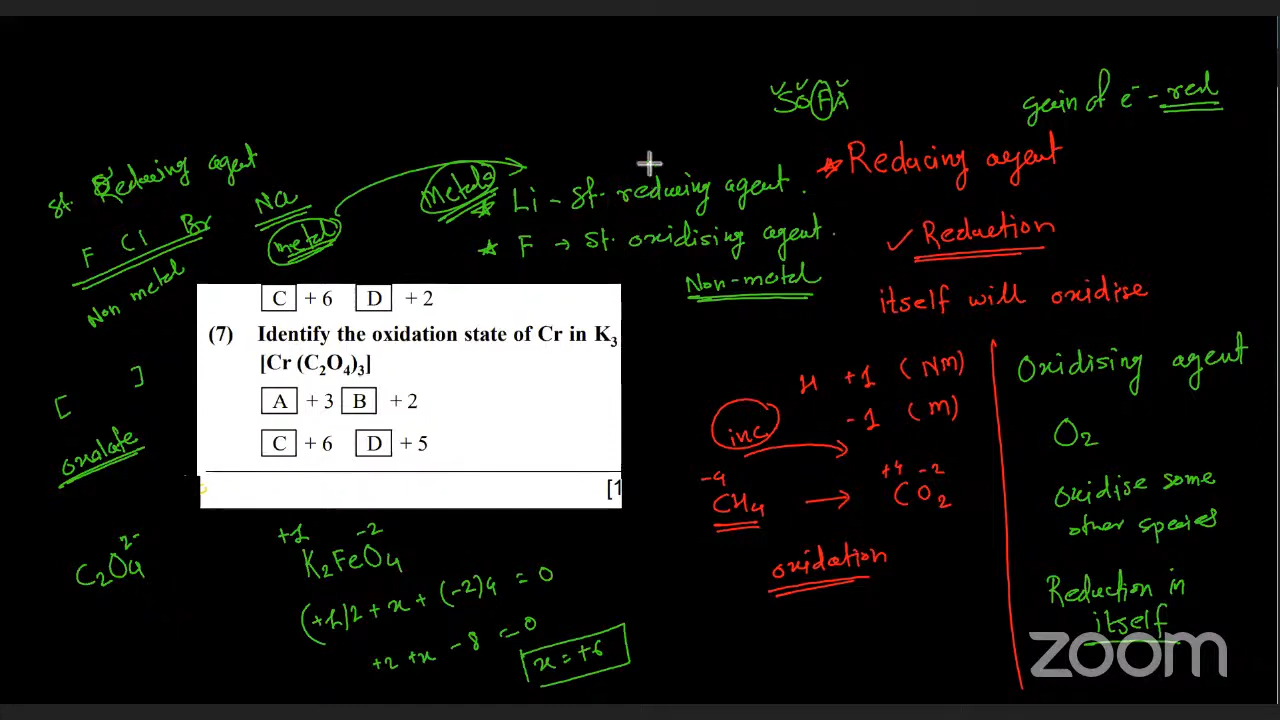 SOFA
gain of e⁻ - red
st. Reducing agent
F Cl Br
Non metal
Na
metal
Metals
* Li - st. reducing agent.
* F → st. oxidising agent.
Non-metal
* Reducing agent
✓ Reduction
itself will oxidise
C +6 D +2
(7) Identify the oxidation state of Cr in K₃
[Cr (C₂O₄)₃]
A +3 B +2
C +6 D +5
[1
[ ]
oxalate
C₂O₄²⁻
+1 -2
K₂FeO₄
(+1)2 + x + (-2)4 = 0
+2 +x - 8 = 0
x = +6
H +1 (NM)
-1 (M)
inc
-4 +4 -2
CH₄ → CO₂
oxidation
Oxidising agent
O₂
oxidise some
other species
Reduction in
itself
zoom